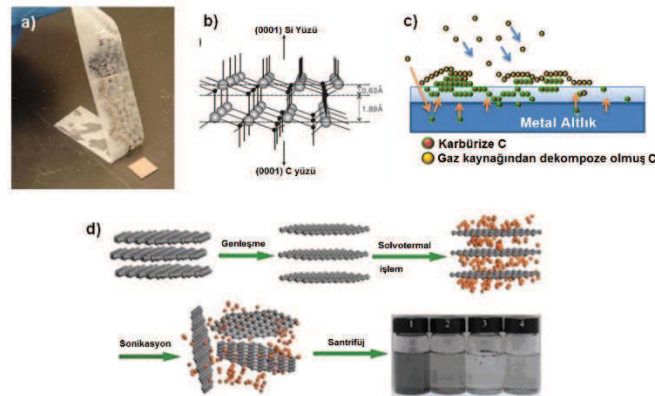 a)
b)
{0001} Si Yüzü
0.63Å
1.89Å
{0001} C yüzü
c)
Metal Altlık
Karbürize C
Gaz kaynağından dekompoze olmuş C
d)
Genleşme
Solvotermal
işlem
Sonikasyon
Santrifüj
1 2 3 4